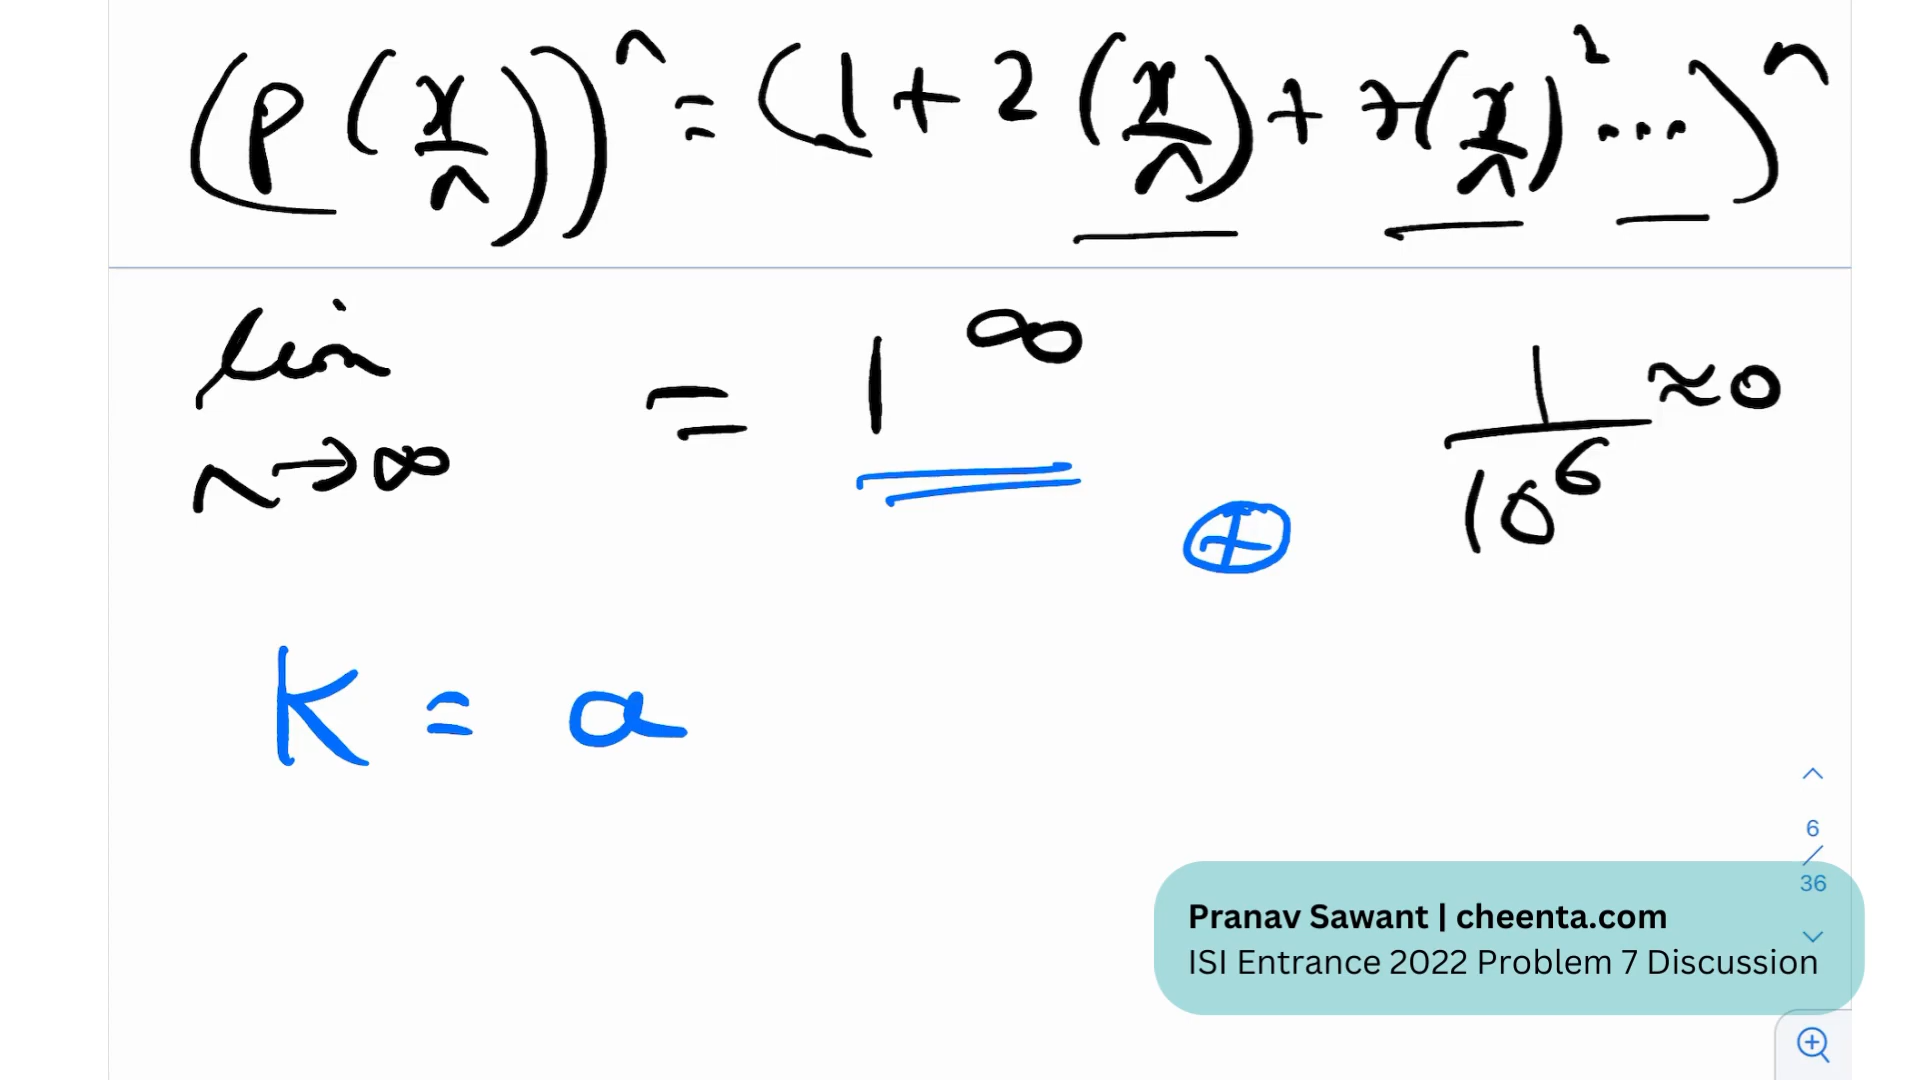 (P(x/n))^n = (1 + 2(x/n) + 7(x/n)^2 ...)^n
lim n→∞ = 1^∞
1/10^6 ≈ 0
+
K = a
6 / 36
Pranav Sawant | cheenta.com
ISI Entrance 2022 Problem 7 Discussion